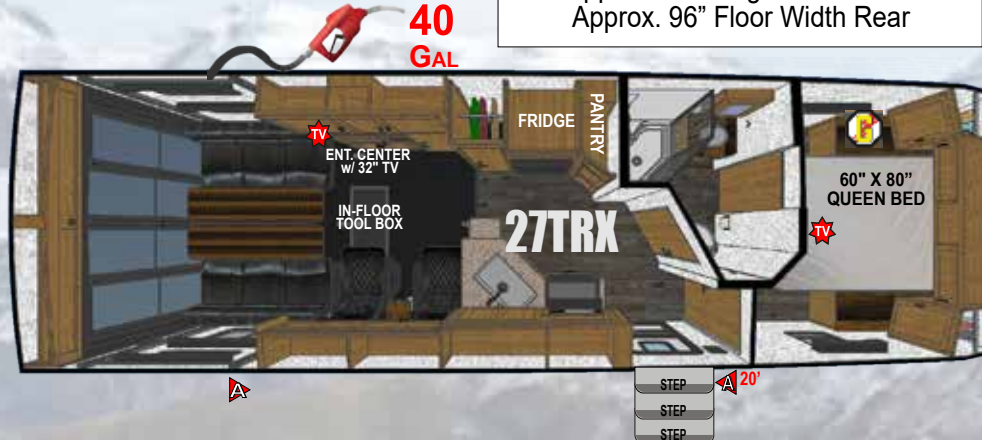 Approx. 96” Floor Width Rear
40
GAL
TV
ENT. CENTER
w/ 32" TV
IN-FLOOR
TOOL BOX
FRIDGE
PANTRY
27TRX
60" X 80”
QUEEN BED
TV
A
A 20'
STEP
STEP
STEP